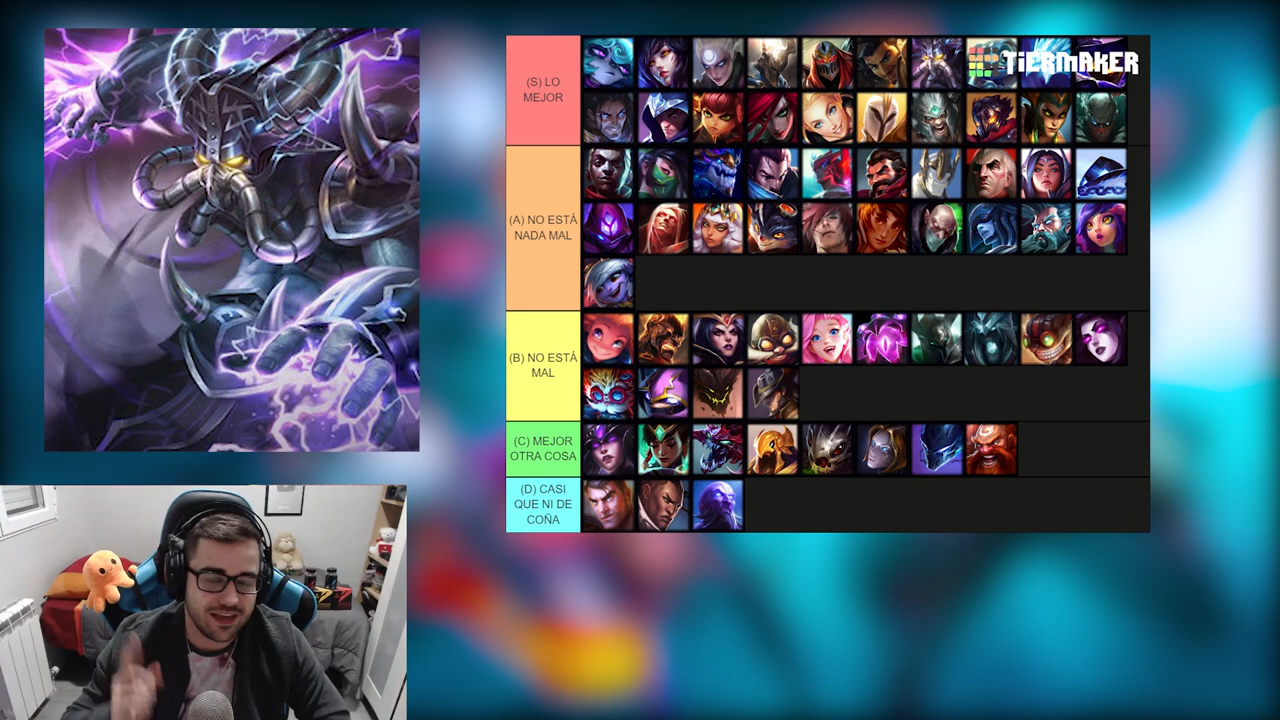 (S) LO
MEJOR
TiERMAKER
(A) NO ESTÁ
NADA MAL
(B) NO ESTÁ
MAL
(C) MEJOR
OTRA COSA
(D) CASI
QUE NI DE
COÑA